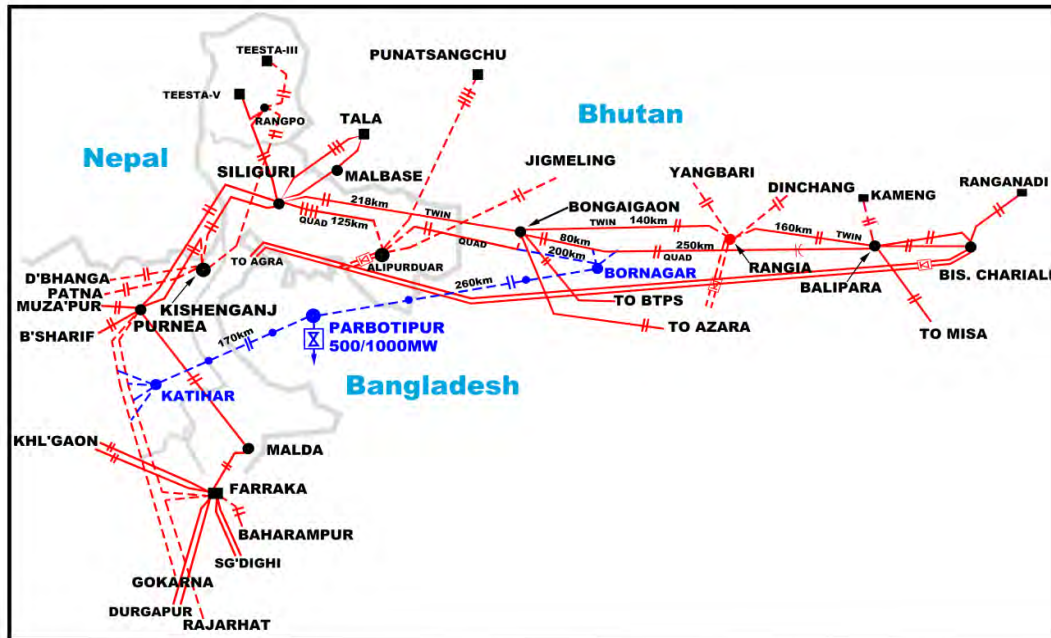 TEESTA-III
PUNATSANGCHU
TEESTA-V
RANGPO
TALA
Bhutan
Nepal
JIGMELING
YANGBARI
DINCHANG
KAMENG
RANGANADI
SILIGURI
MALBASE
218km
TWIN
BONGAIGAON
TWIN
140km
160km
TWIN
QUAD
125km
QUAD
80km
200km
250km
QUAD
TO AGRA
ALIPURDUAR
BORNAGAR
RANGIA
BALIPARA
BIS. CHARIALI
D'BHANGA
PATNA
MUZA'PUR
KISHENGANJ
PURNEA
260km
TO BTPS
TO AZARA
TO MISA
B'SHARIF
170km
PARBOTIPUR
500/1000MW
KATIHAR
Bangladesh
KHL'GAON
MALDA
FARRAKA
BAHARAMPUR
SG'DIGHI
GOKARNA
DURGAPUR
RAJARHAT